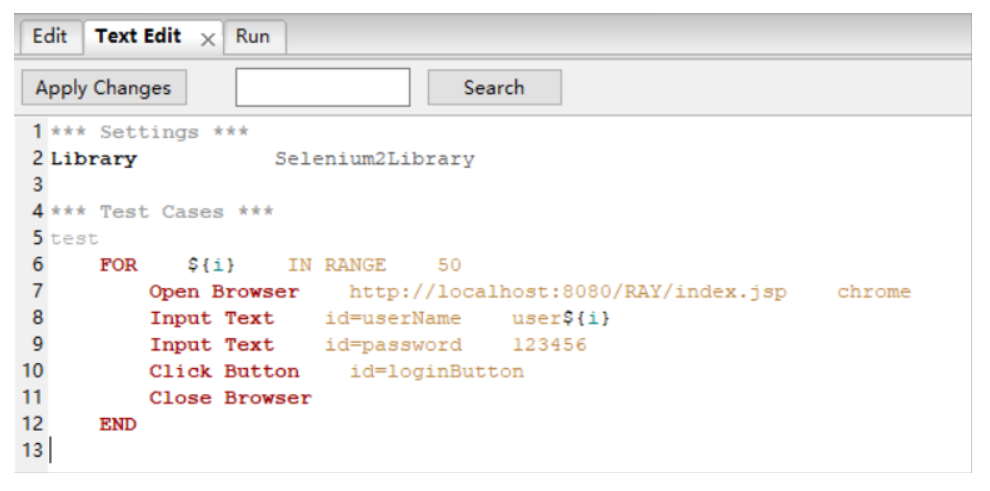 Edit Text Edit Run
Apply Changes Search
1 *** Settings ***
2 Library Selenium2Library
3
4 *** Test Cases ***
5 test
6 FOR ${i} IN RANGE 50
7 Open Browser http://localhost:8080/RAY/index.jsp chrome
8 Input Text id=userName user${i}
9 Input Text id=password 123456
10 Click Button id=loginButton
11 Close Browser
12 END
13